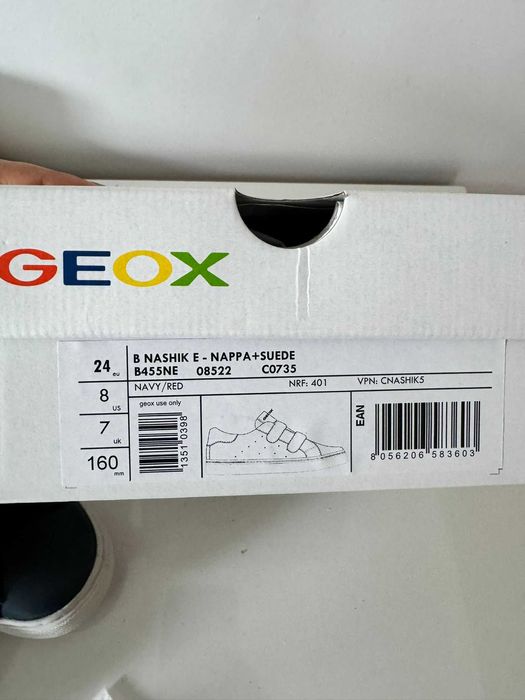 GEOX
24 eu
B NASHIK E - NAPPA+SUEDE
B455NE 08522 C0735
8 US
NAVY/RED NRF: 401 VPN: CNASHIK5
geox use only
7 uk
1351 0398
EAN
8 056206 583603
160 mm